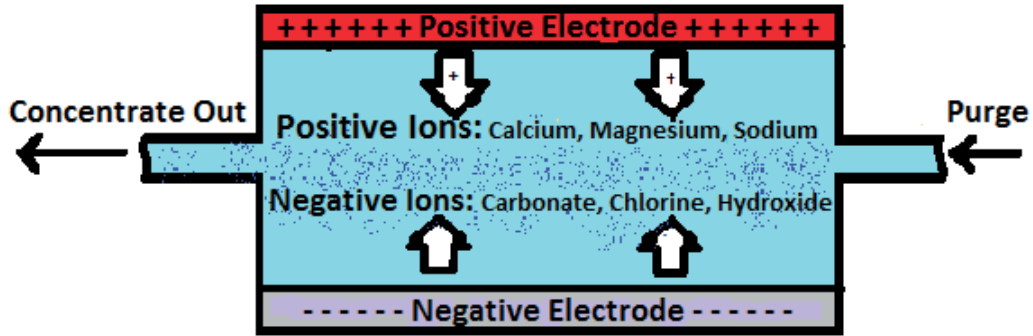 ++++++ Positive Electrode ++++++
+ +
Concentrate Out
Purge
Positive Ions: Calcium, Magnesium, Sodium
Negative Ions: Carbonate, Chlorine, Hydroxide
- - - - - - Negative Electrode - - - - - -